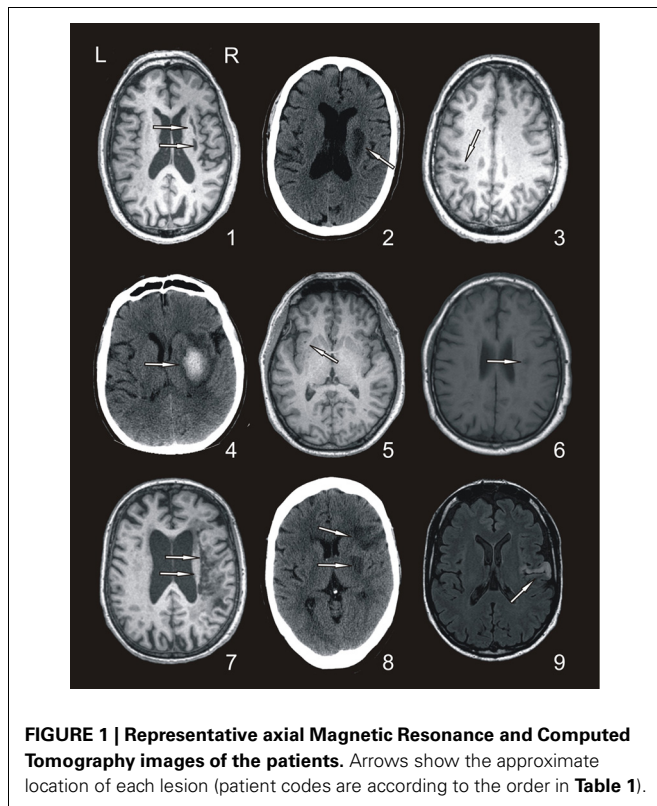 L R
1 2 3
4 5 6
7 8 9
FIGURE 1 | Representative axial Magnetic Resonance and Computed
Tomography images of the patients. Arrows show the approximate
location of each lesion (patient codes are according to the order in Table 1).